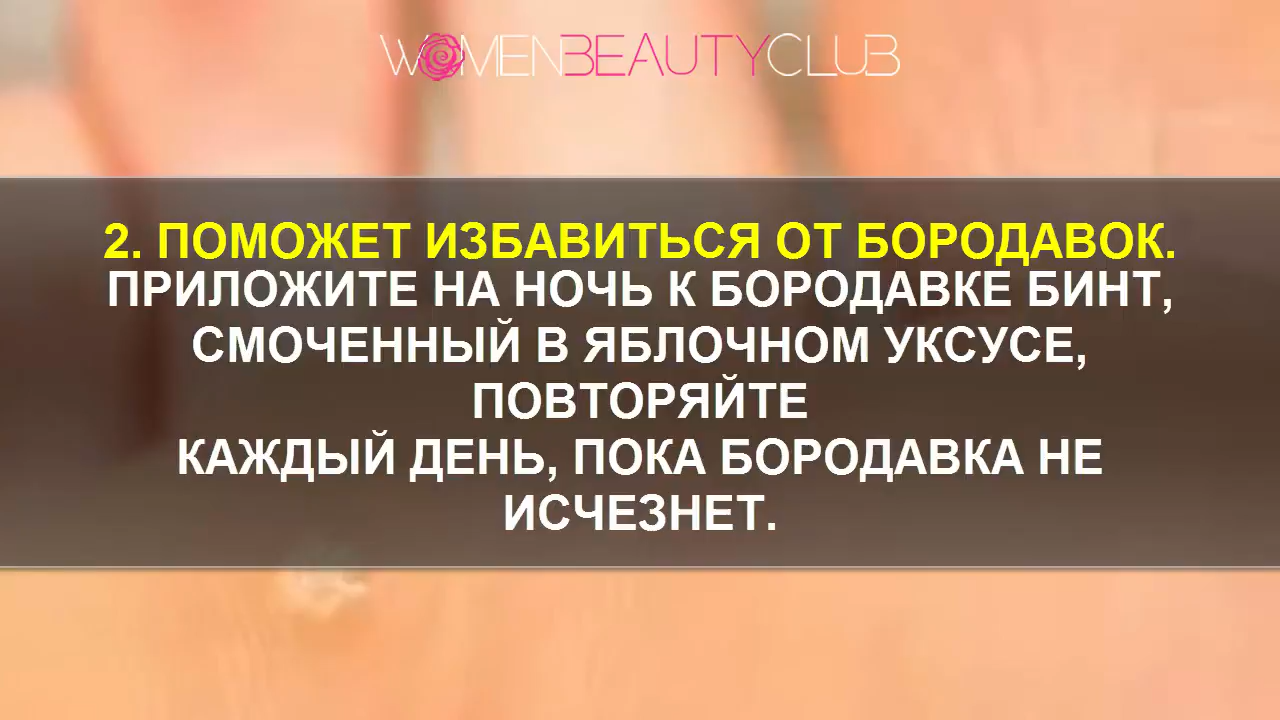 WOMENBEAUTYCLUB
2. ПОМОЖЕТ ИЗБАВИТЬСЯ ОТ БОРОДАВОК.
ПРИЛОЖИТЕ НА НОЧЬ К БОРОДАВКЕ БИНТ,
СМОЧЕННЫЙ В ЯБЛОЧНОМ УКСУСЕ,
ПОВТОРЯЙТЕ
КАЖДЫЙ ДЕНЬ, ПОКА БОРОДАВКА НЕ
ИСЧЕЗНЕТ.